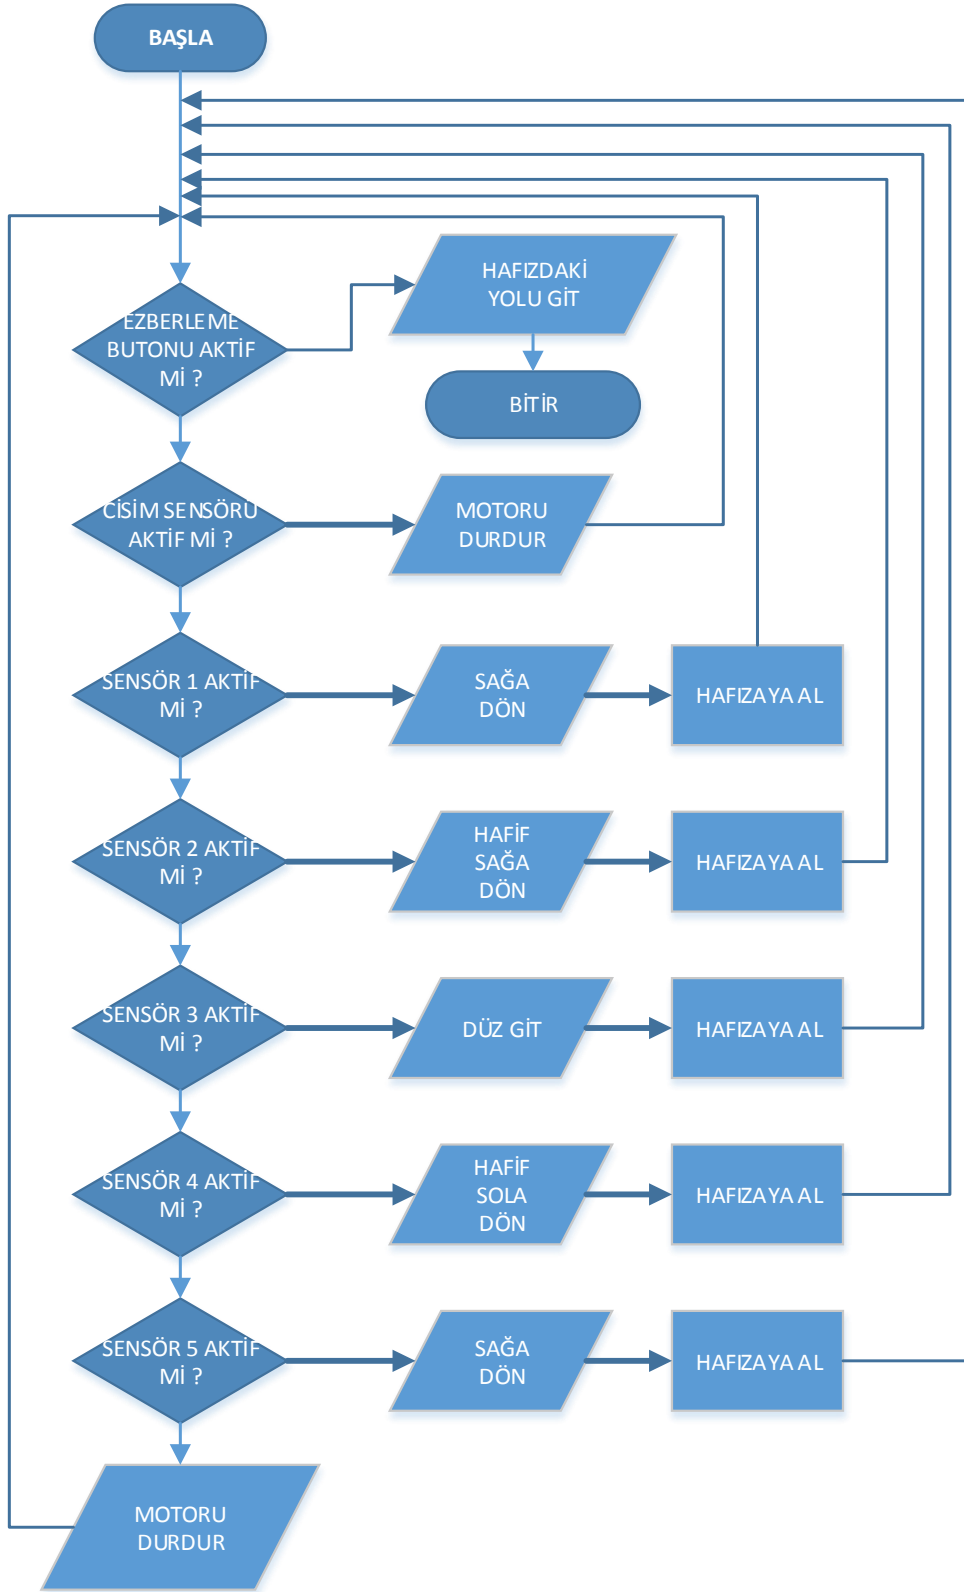 BAŞLA
HAFIZDAKİ
YOLU GİT
EZBERLEME
BUTONU AKTİF
Mİ ?
BİTİR
CİSİM SENSÖRÜ
AKTİF Mİ ?
MOTORU
DURDUR
SENSÖR 1 AKTİF
Mİ ?
SAĞA
DÖN
HAFIZAYA AL
SENSÖR 2 AKTİF
Mİ ?
HAFİF
SAĞA
DÖN
HAFIZAYA AL
SENSÖR 3 AKTİF
Mİ ?
DÜZ GİT
HAFIZAYA AL
SENSÖR 4 AKTİF
Mİ ?
HAFİF
SOLA
DÖN
HAFIZAYA AL
SENSÖR 5 AKTİF
Mİ ?
SAĞA
DÖN
HAFIZAYA AL
MOTORU
DURDUR